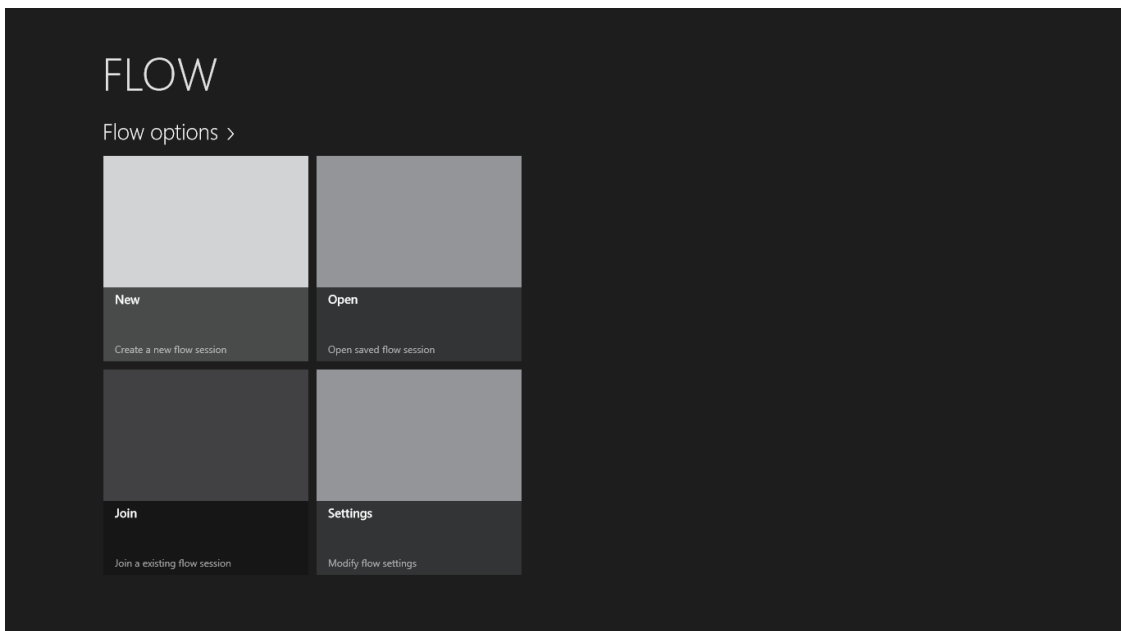 FLOW
Flow options >
New
Create a new flow session
Open
Open saved flow session
Join
Join a existing flow session
Settings
Modify flow settings